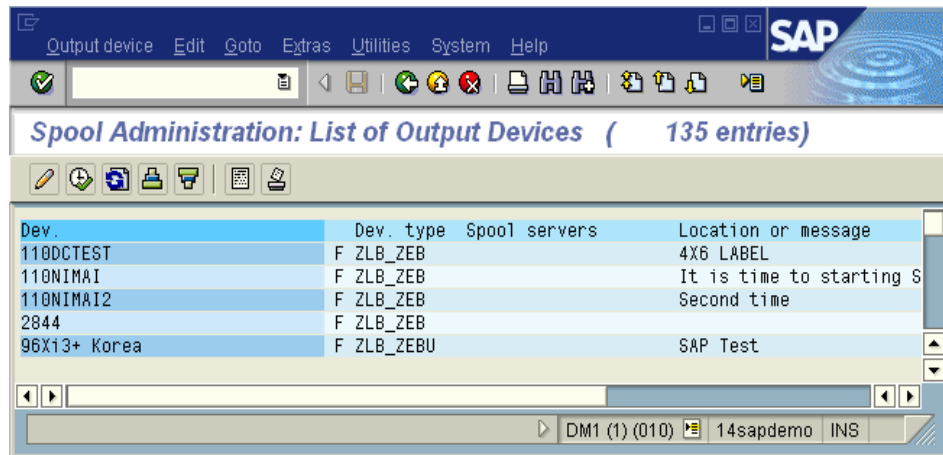 Output device Edit Goto Extras Utilities System Help
SAP
Spool Administration: List of Output Devices ( 135 entries)
Dev. Dev. type Spool servers Location or message
110DCTEST F ZLB_ZEB 4X6 LABEL
110NIMAI F ZLB_ZEB It is time to starting S
110NIMAI2 F ZLB_ZEB Second time
2844 F ZLB_ZEB
96Xi3+ Korea F ZLB_ZEBU SAP Test
DM1 (1) (010) 14sapdemo INS